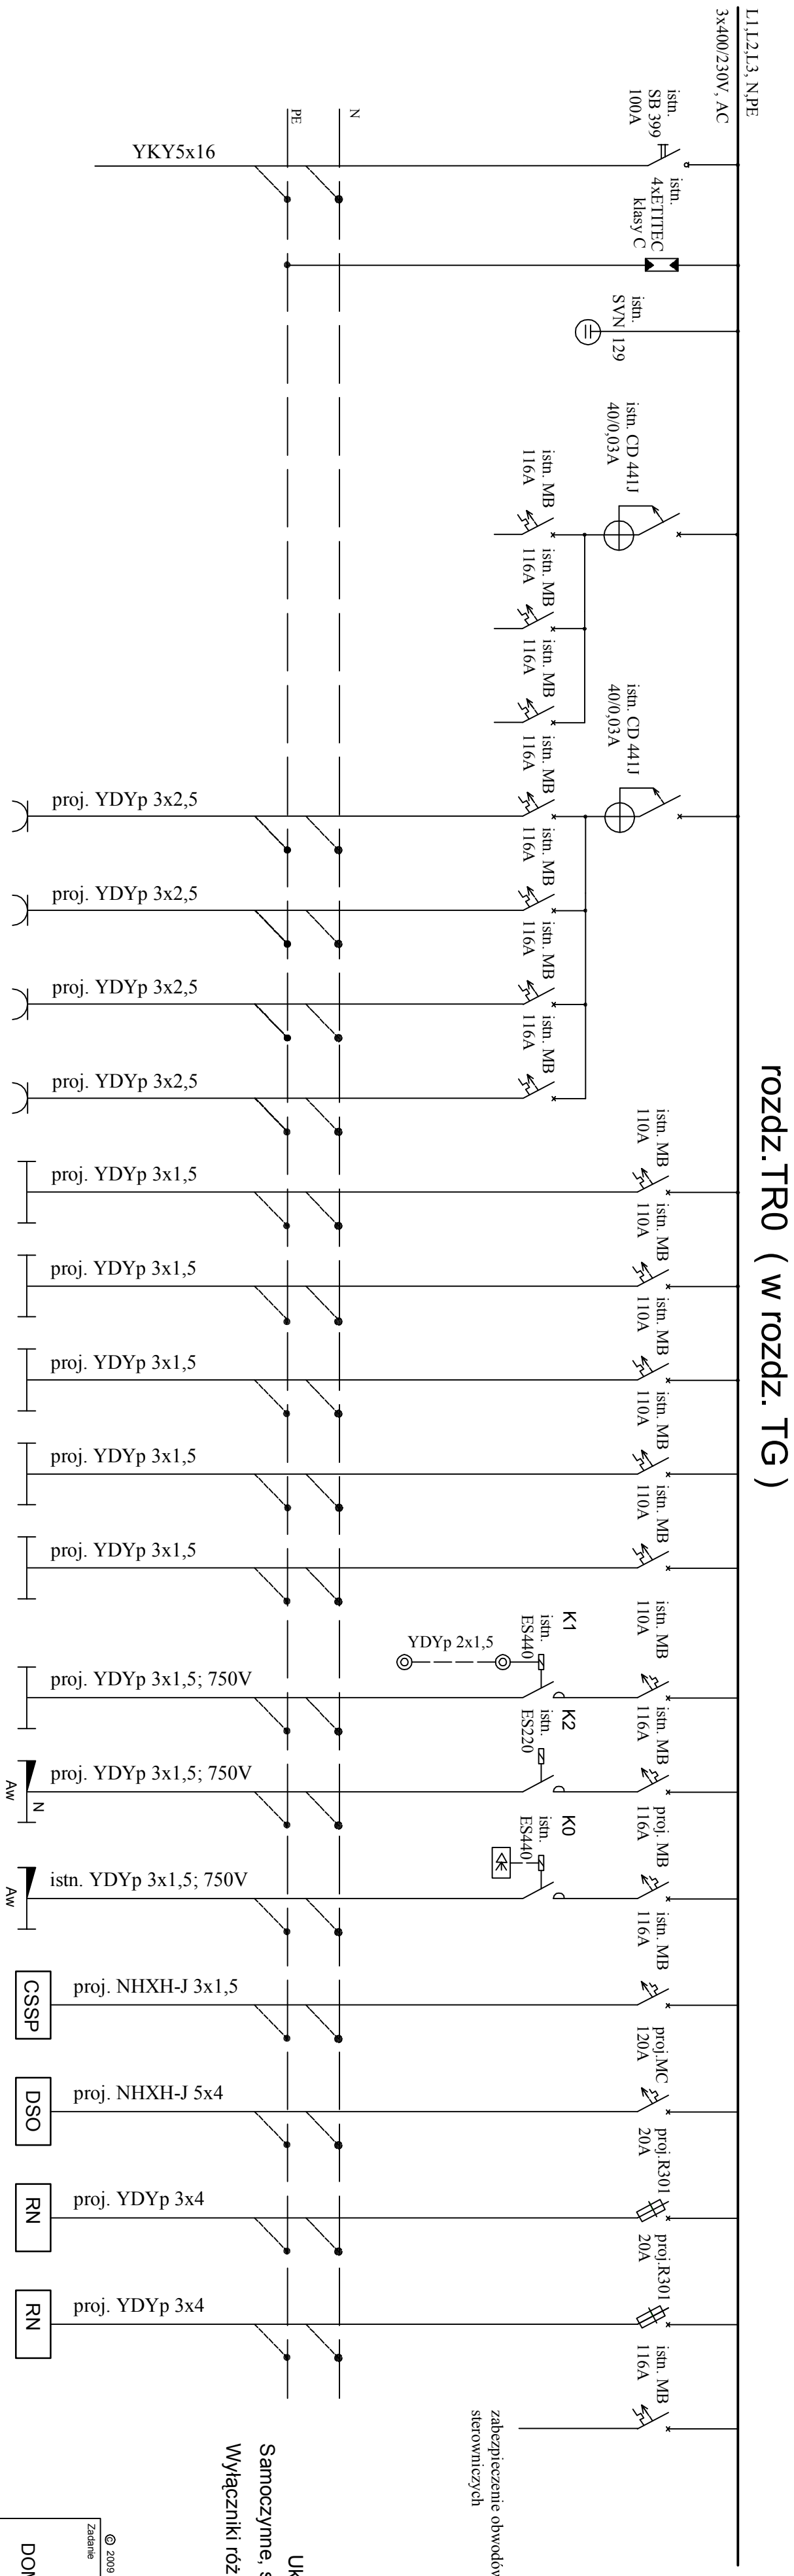 rozdz.TR0 ( w rozdz. TG )
L1,L2,L3, N,PE
3x400/230V, AC
istn.
SB 399
100A
istn.
4xETITEC
klasy C
istn.
SVN 129
istn. CD 441J
40/0,03A
istn. CD 441J
40/0,03A
istn. MB
116A
istn. MB
116A
istn. MB
116A
istn. MB
116A
istn. MB
116A
istn. MB
116A
istn. MB
116A
istn. MB
110A
istn. MB
110A
istn. MB
110A
istn. MB
110A
istn. MB
110A
istn. MB
110A
istn. MB
116A
proj. MB
116A
istn. MB
116A
proj.MC
120A
proj.R301
20A
proj.R301
20A
istn. MB
116A
K1
istn.
ES440
YDYp 2x1,5
K2
istn.
ES220
K0
istn.
ES440
zabezpieczenie obwodów
sterowniczych
N
PE
YKY5x16
proj. YDYp 3x2,5
proj. YDYp 3x2,5
proj. YDYp 3x2,5
proj. YDYp 3x2,5
proj. YDYp 3x1,5
proj. YDYp 3x1,5
proj. YDYp 3x1,5
proj. YDYp 3x1,5
proj. YDYp 3x1,5
proj. YDYp 3x1,5; 750V
proj. YDYp 3x1,5; 750V
istn. YDYp 3x1,5; 750V
proj. NHXH-J 3x1,5
proj. NHXH-J 5x4
proj. YDYp 3x4
proj. YDYp 3x4
N
Aw
Aw
CSSP
DSO
RN
RN
Samoczynne,
Wyłączniki
© 2009
Zadanie